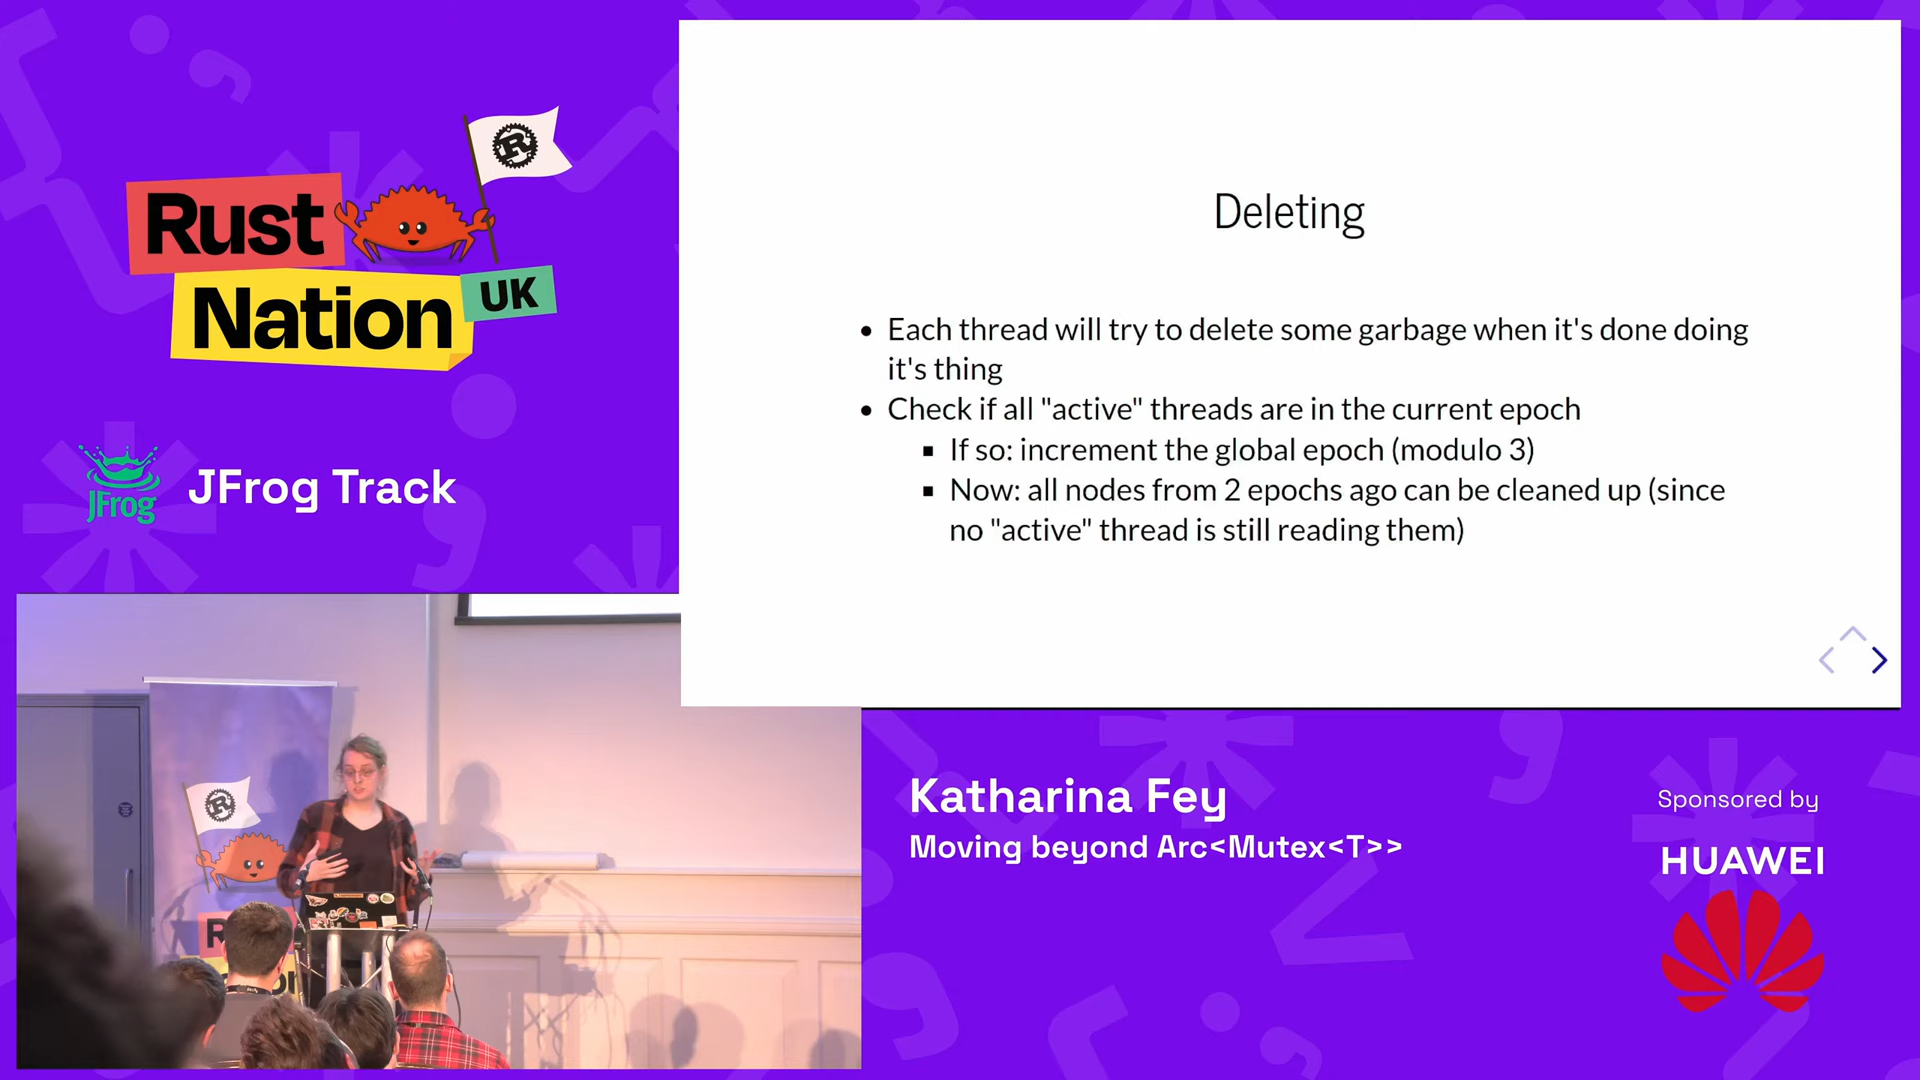 Rust
Nation
UK
R
JFrog
JFrog Track
Deleting
Each thread will try to delete some garbage when it's done doing
it's thing
Check if all "active" threads are in the current epoch
If so: increment the global epoch (modulo 3)
Now: all nodes from 2 epochs ago can be cleaned up (since
no "active" thread is still reading them)
R
Katharina Fey
Moving beyond Arc<Mutex<T>>
Sponsored by
HUAWEI